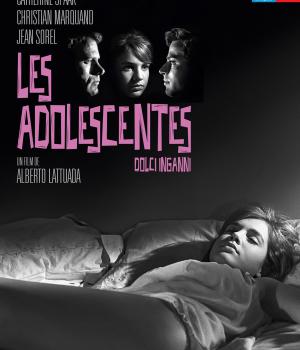 CHRISTIAN MARQUAND
JEAN SOREL
LES
ADOLESCENTES
DOLCI INGANNI
UN FILM DE
ALBERTO LATTUADA